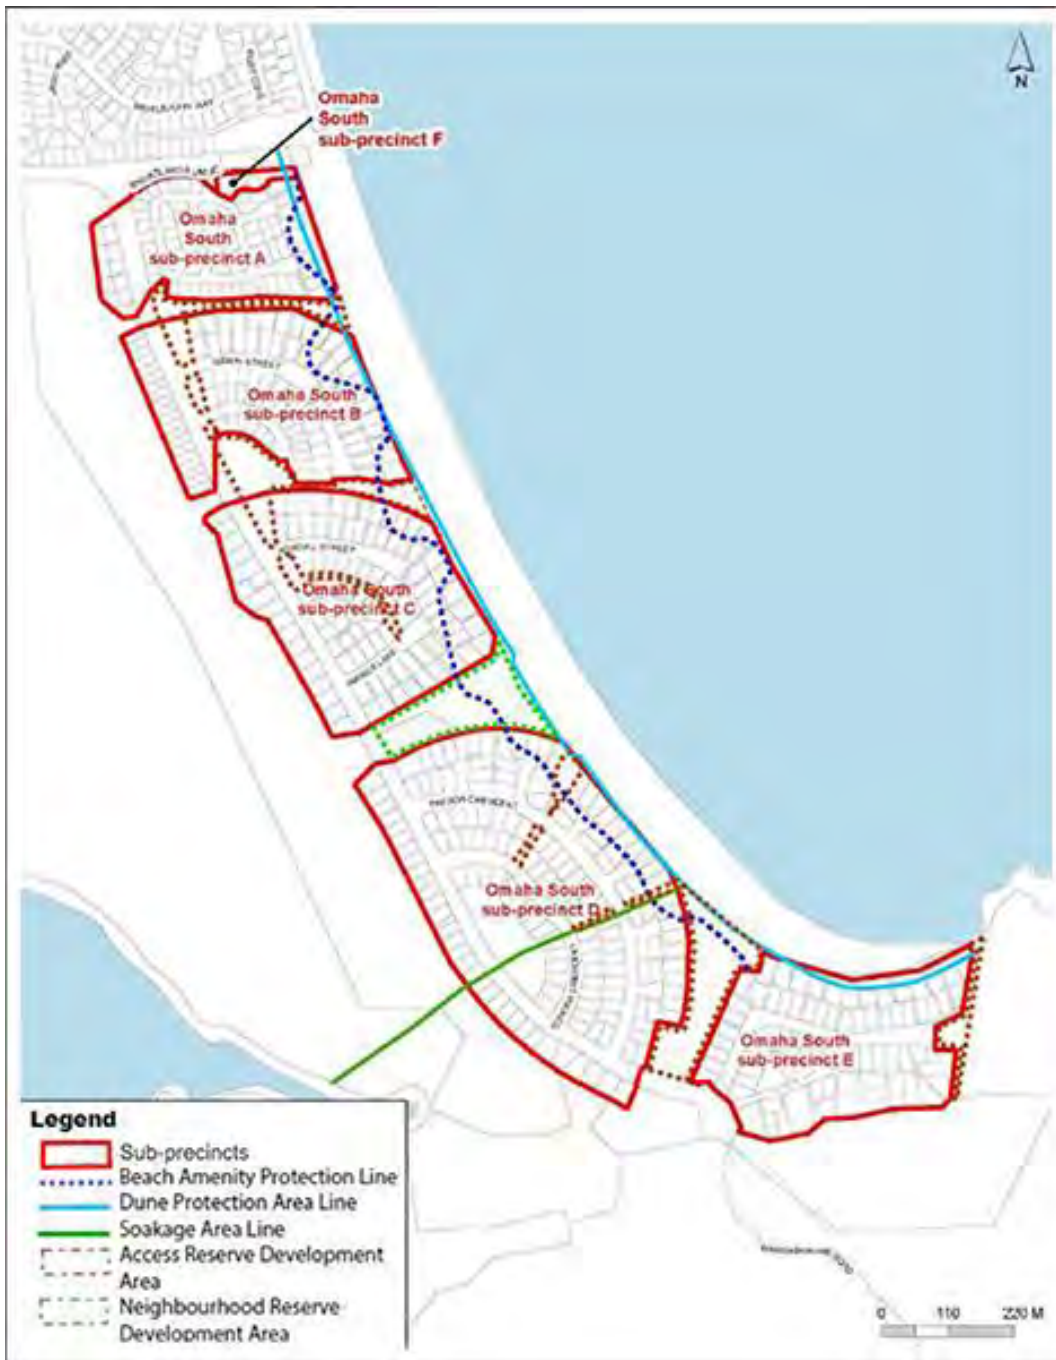 N
Omaha
South
sub-precinct F
Omaha
South
sub-precinct A
Omaha South
sub-precinct B
Omaha South
sub-precinct C
Omaha South
sub-precinct D
Omaha South
sub-precinct E
Legend
Sub-precincts
Beach Amenity Protection Line
Dune Protection Area Line
Soakage Area Line
Access Reserve Development
Area
Neighbourhood Reserve
Development Area
0 110 220 M